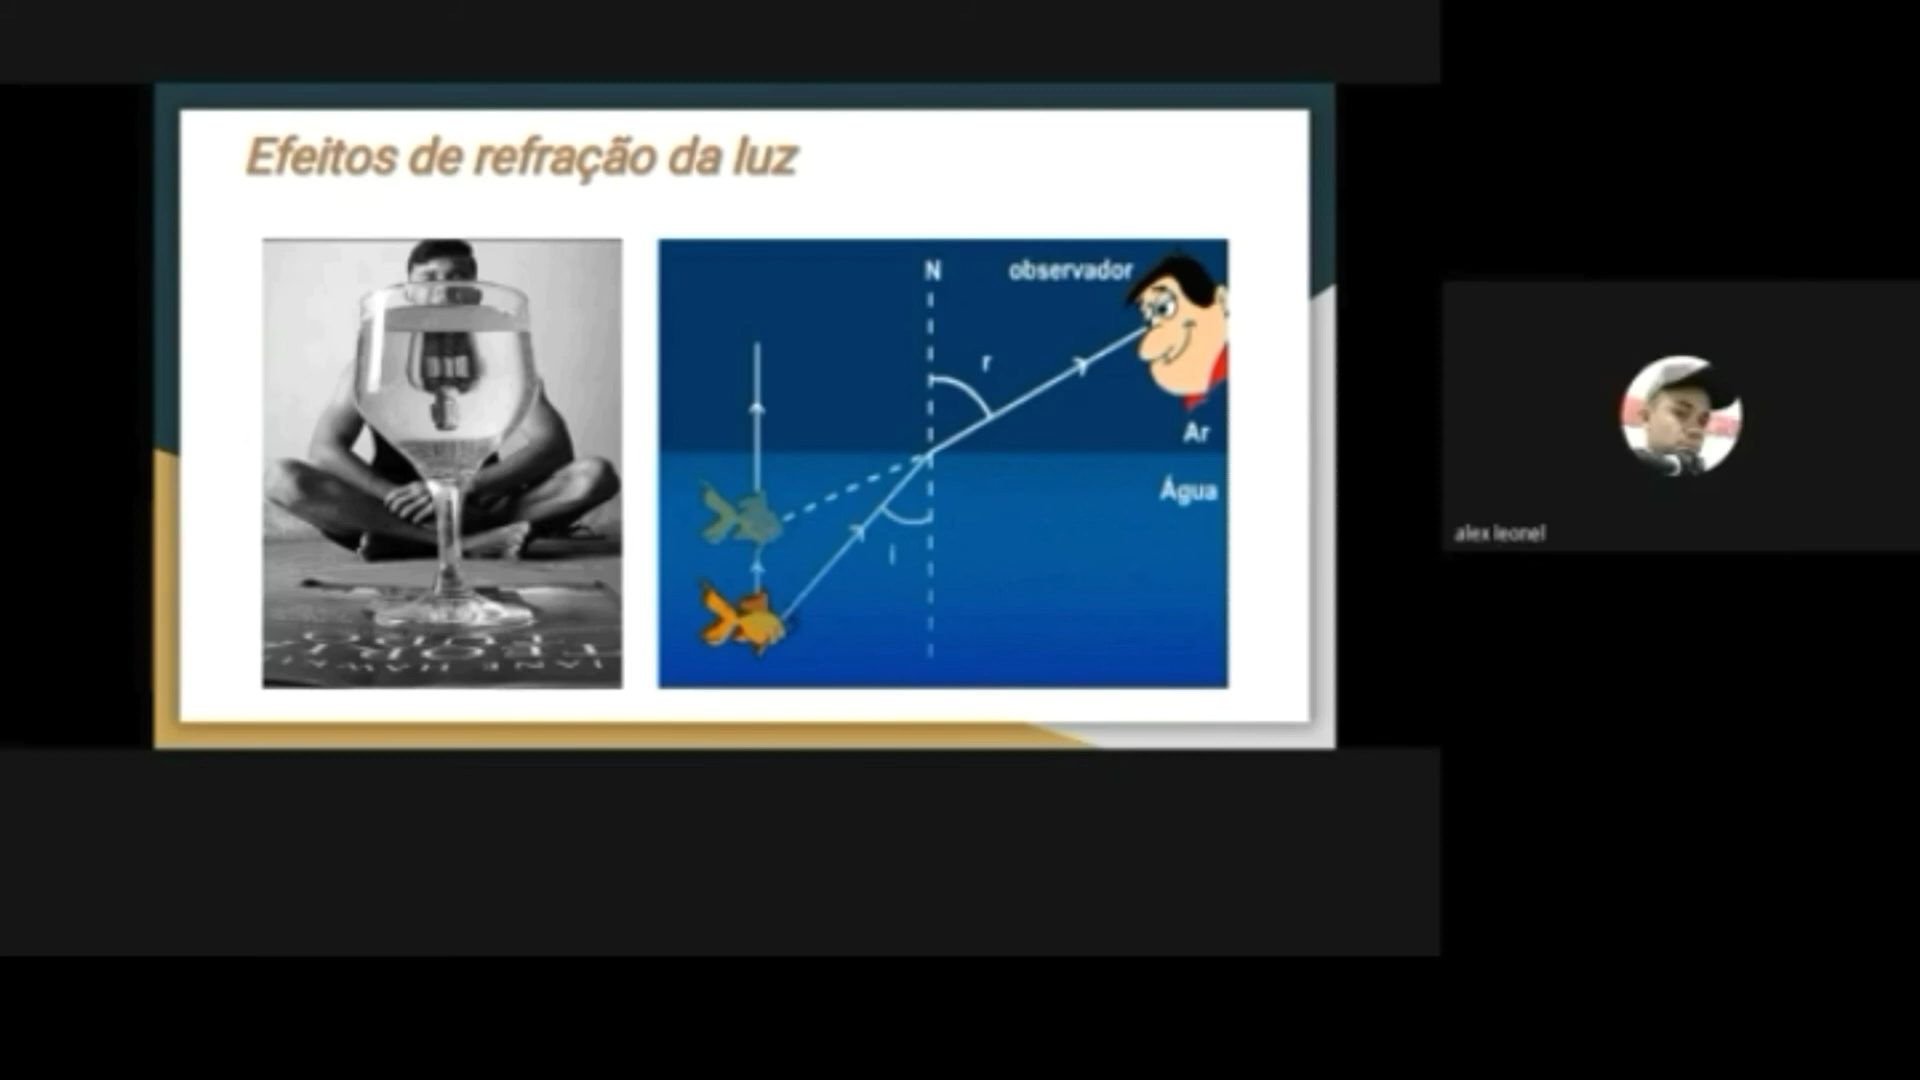 Efeitos de refração da luz
N
observador
r
Ar
Água
i
alex leonel